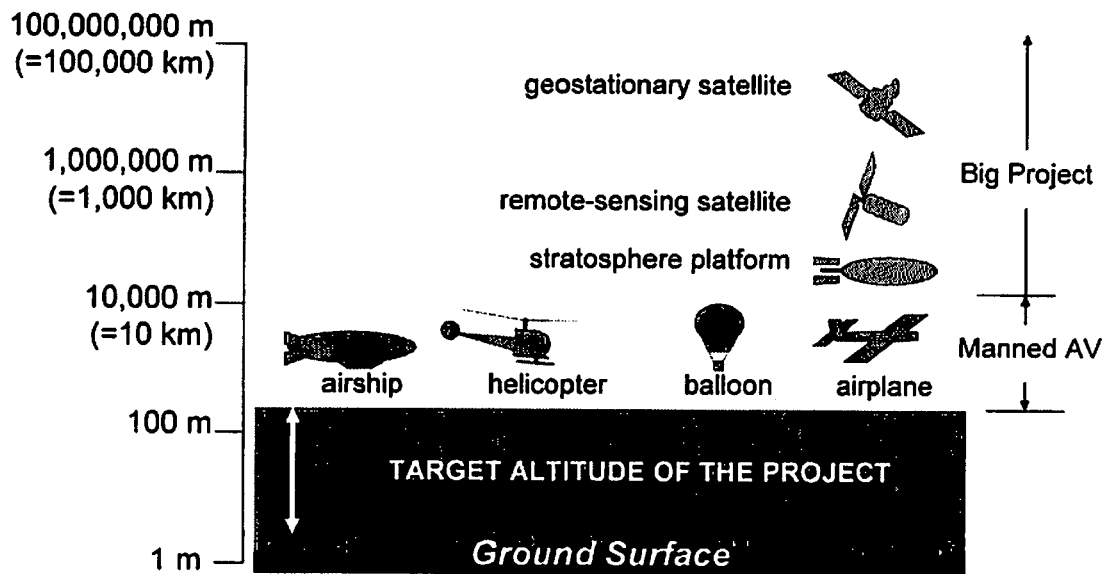 100,000,000 m
(=100,000 km)
geostationary satellite
1,000,000 m
(=1,000 km)
Big Project
remote-sensing satellite
stratosphere platform
10,000 m
(=10 km)
Manned AV
airship
helicopter
balloon
airplane
100 m
TARGET ALTITUDE OF THE PROJECT
1 m
Ground Surface